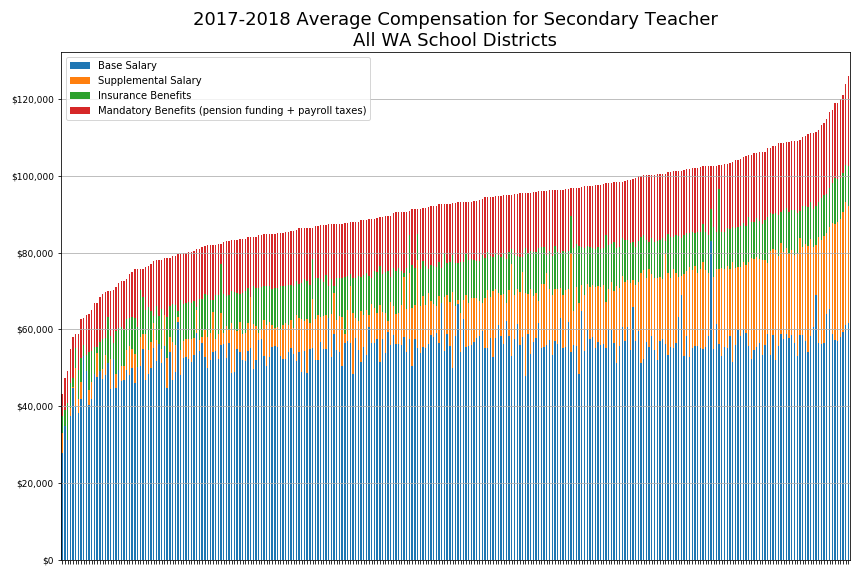 2017-2018 Average Compensation for Secondary Teacher
All WA School Districts
Base Salary
Supplemental Salary
Insurance Benefits
Mandatory Benefits (pension funding + payroll taxes)
$120,000
$100,000
$80,000
$60,000
$40,000
$20,000
$0